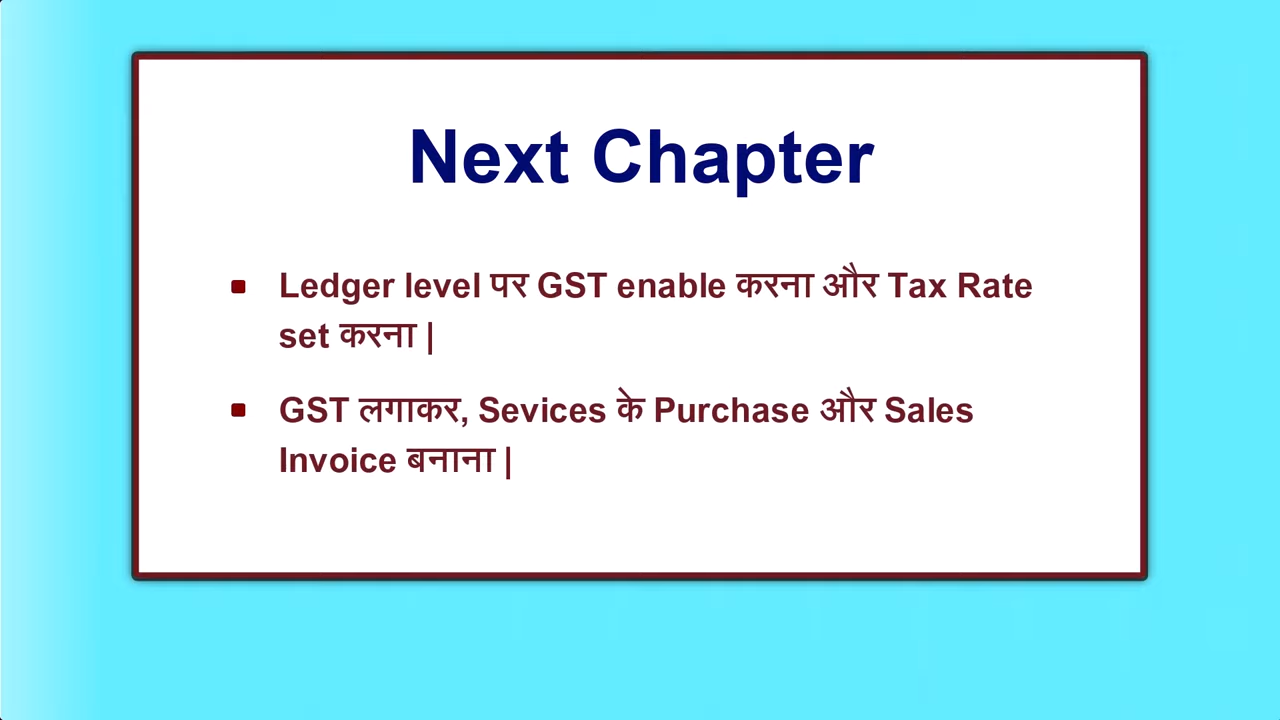 Next Chapter
Ledger level पर GST enable करना और Tax Rate
set करना |
GST लगाकर, Sevices के Purchase और Sales
Invoice बनाना |